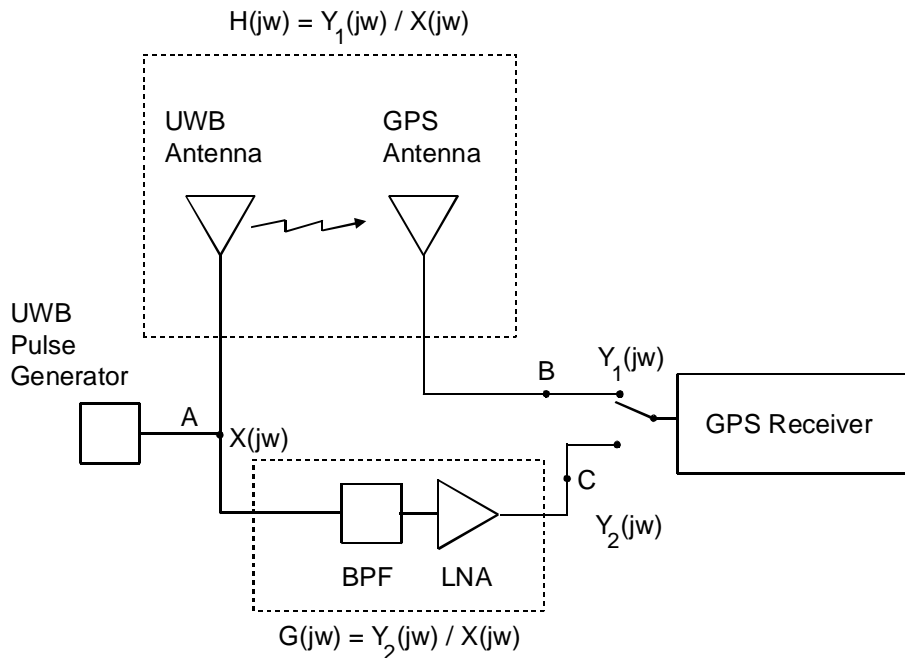 H(jw) = Y1(jw) / X(jw)
UWB
Antenna
GPS
Antenna
UWB
Pulse
Generator
A
X(jw)
B
Y1(jw)
GPS Receiver
C
Y2(jw)
BPF
LNA
G(jw) = Y2(jw) / X(jw)